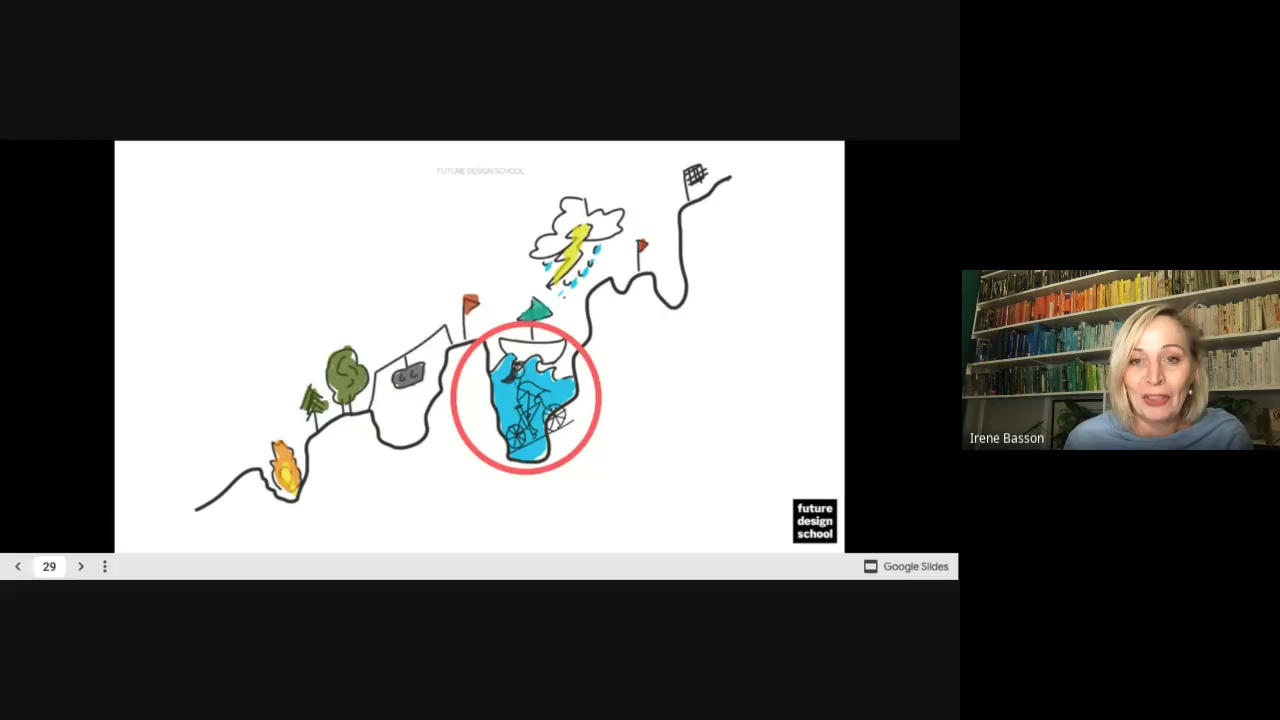 FUTURE DESIGN SCHOOL
future
design
school
29
Google Slides
Irene Basson